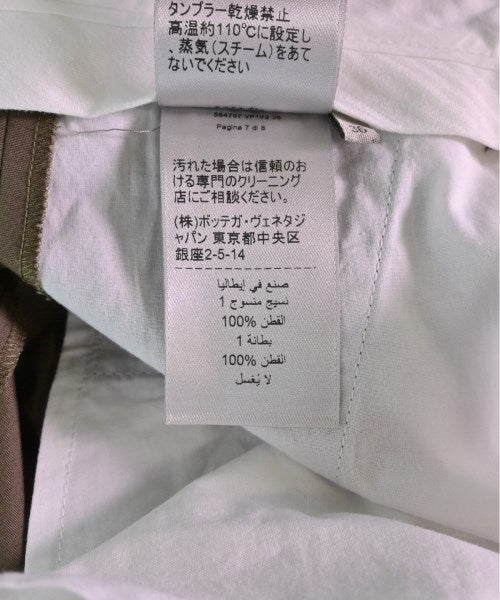 タンブラー乾燥禁止
高温約110℃に設定し
、蒸気(スチーム)をあて
ないでください
Pagina 7 di 8
36
汚れた場合は信頼のお
ける専門のクリーニング
店にご相談ください。
(株)ボッテガ・ヴェネタジ
ャパン 東京都中央区
銀座2-5-14
صنع في إيطاليا
نسيج منسوج 1
100% القطن
بطانة 1
100% القطن
لا يُغسل